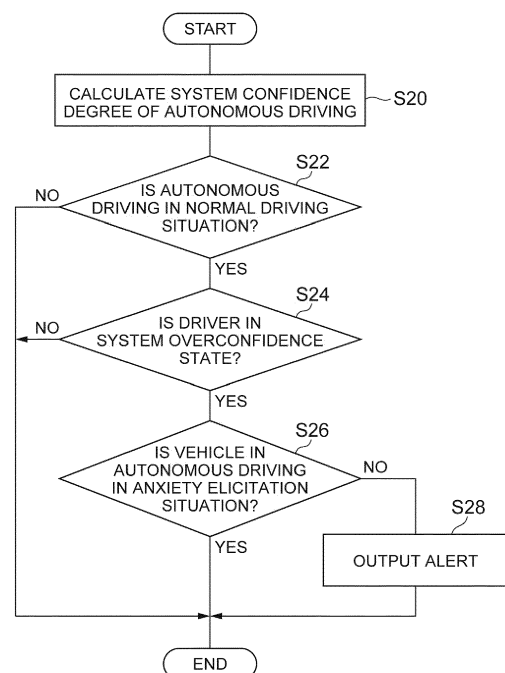 START
CALCULATE SYSTEM CONFIDENCE
DEGREE OF AUTONOMOUS DRIVING
S20
S22
IS AUTONOMOUS
DRIVING IN NORMAL DRIVING
SITUATION?
NO
YES
S24
IS DRIVER IN
SYSTEM OVERCONFIDENCE
STATE?
NO
YES
S26
IS VEHICLE IN
AUTONOMOUS DRIVING
IN ANXIETY ELICITATION
SITUATION?
NO
YES
S28
OUTPUT ALERT
END